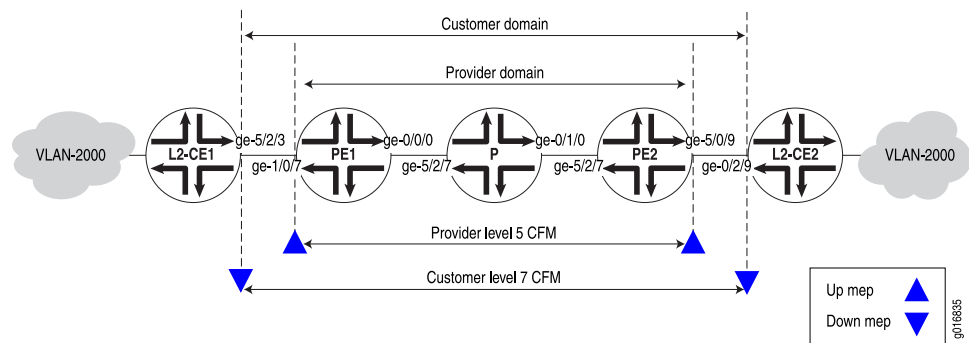 Customer domain
Provider domain
VLAN-2000
L2-CE1
ge-5/2/3
ge-1/0/7
PE1
ge-0/0/0
ge-5/2/7
P
ge-0/1/0
ge-5/2/7
PE2
ge-5/0/9
ge-0/2/9
L2-CE2
VLAN-2000
Provider level 5 CFM
Customer level 7 CFM
Up mep
Down mep
g016835